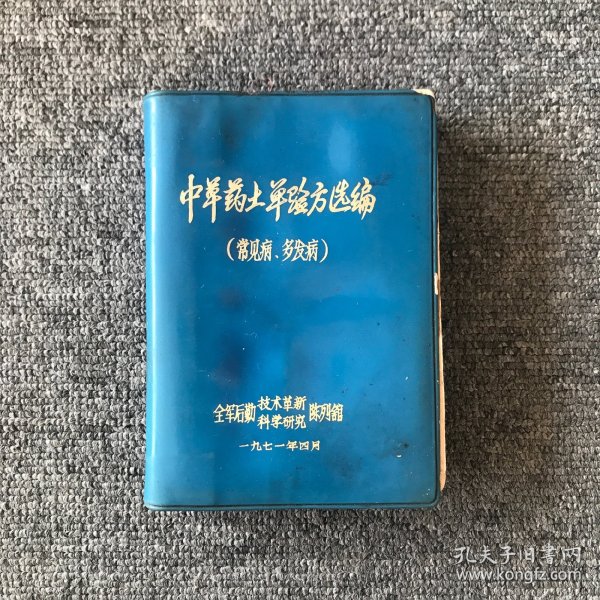 中草药土单验方选编
(常见病、多发病)
全军后勤技术革新科学研究陈列馆
一九七一年四月
孔夫子旧書网
www.kongfz.com